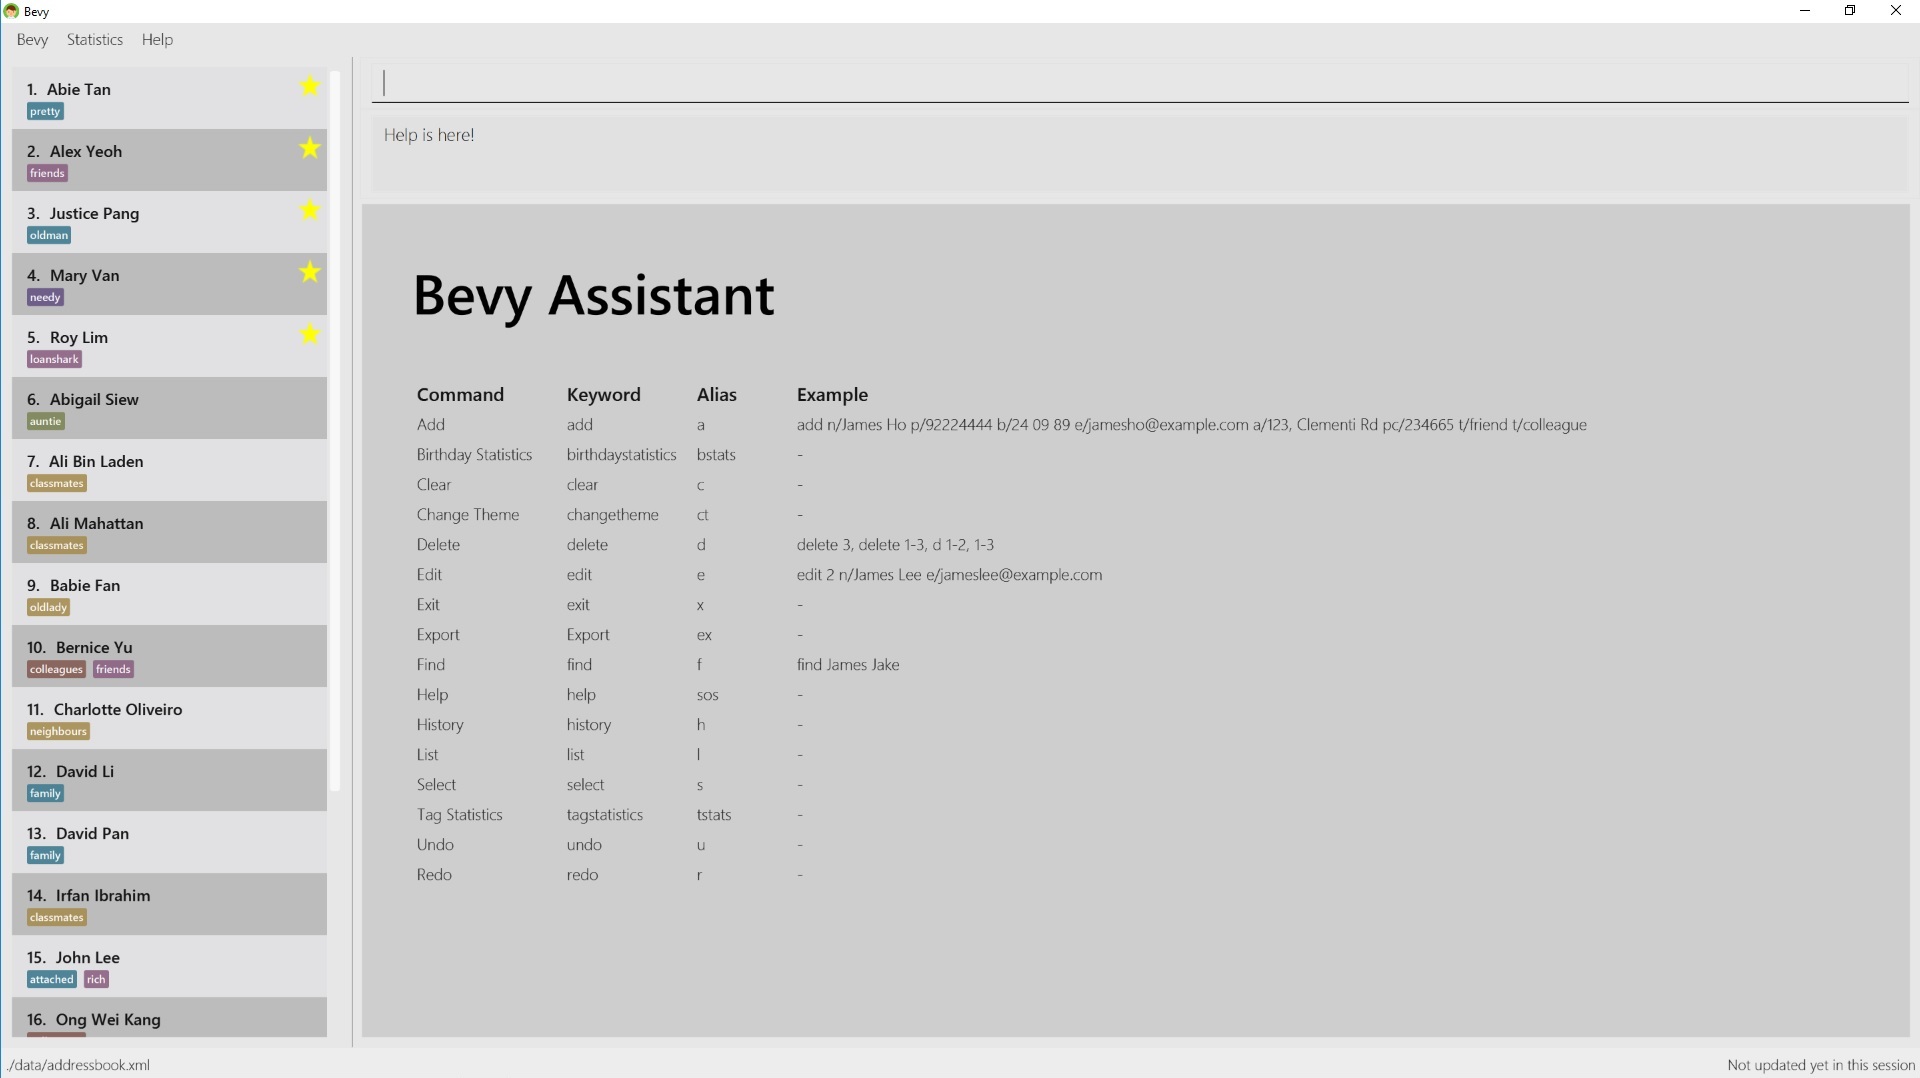 Bevy
Bevy Statistics Help
1. Abie Tan
pretty
2. Alex Yeoh
friends
3. Justice Pang
oldman
4. Mary Van
needy
5. Roy Lim
loanshark
6. Abigail Siew
auntie
7. Ali Bin Laden
classmates
8. Ali Mahattan
classmates
9. Babie Fan
oldlady
10. Bernice Yu
colleagues friends
11. Charlotte Oliveiro
neighbours
12. David Li
family
13. David Pan
family
14. Irfan Ibrahim
classmates
15. John Lee
attached rich
16. Ong Wei Kang
Help is here!
Bevy Assistant
Command Keyword Alias Example
Add add a add n/James Ho p/92224444 b/24 09 89 e/jamesho@example.com a/123, Clementi Rd pc/234665 t/friend t/colleague
Birthday Statistics birthdaystatistics bstats -
Clear clear c -
Change Theme changetheme ct -
Delete delete d delete 3, delete 1-3, d 1-2, 1-3
Edit edit e edit 2 n/James Lee e/jameslee@example.com
Exit exit x -
Export Export ex -
Find find f find James Jake
Help help sos -
History history h -
List list l -
Select select s -
Tag Statistics tagstatistics tstats -
Undo undo u -
Redo redo r -
./data/addressbook.xml
Not updated yet in this session